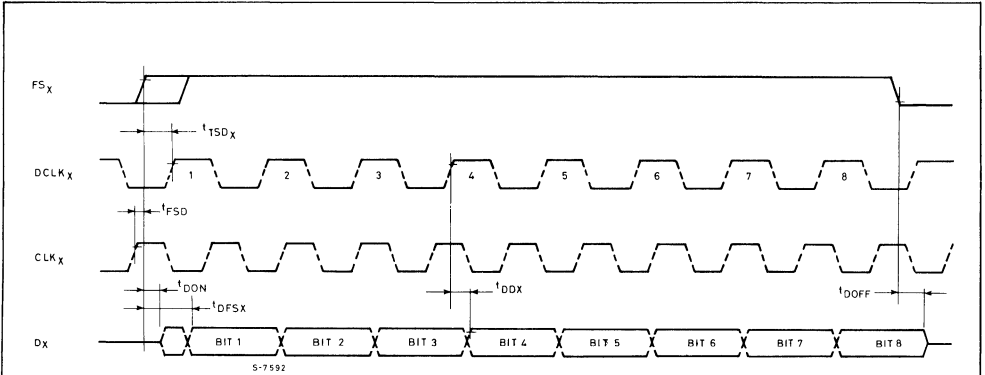 FSX
tTSDX
DCLKX 1 2 3 4 5 6 7 8
tFSD
CLKX
tDON tDDX tDOFF
tDFSX
DX BIT 1 BIT 2 BIT 3 BIT 4 BIT 5 BIT 6 BIT 7 BIT 8
S-7592